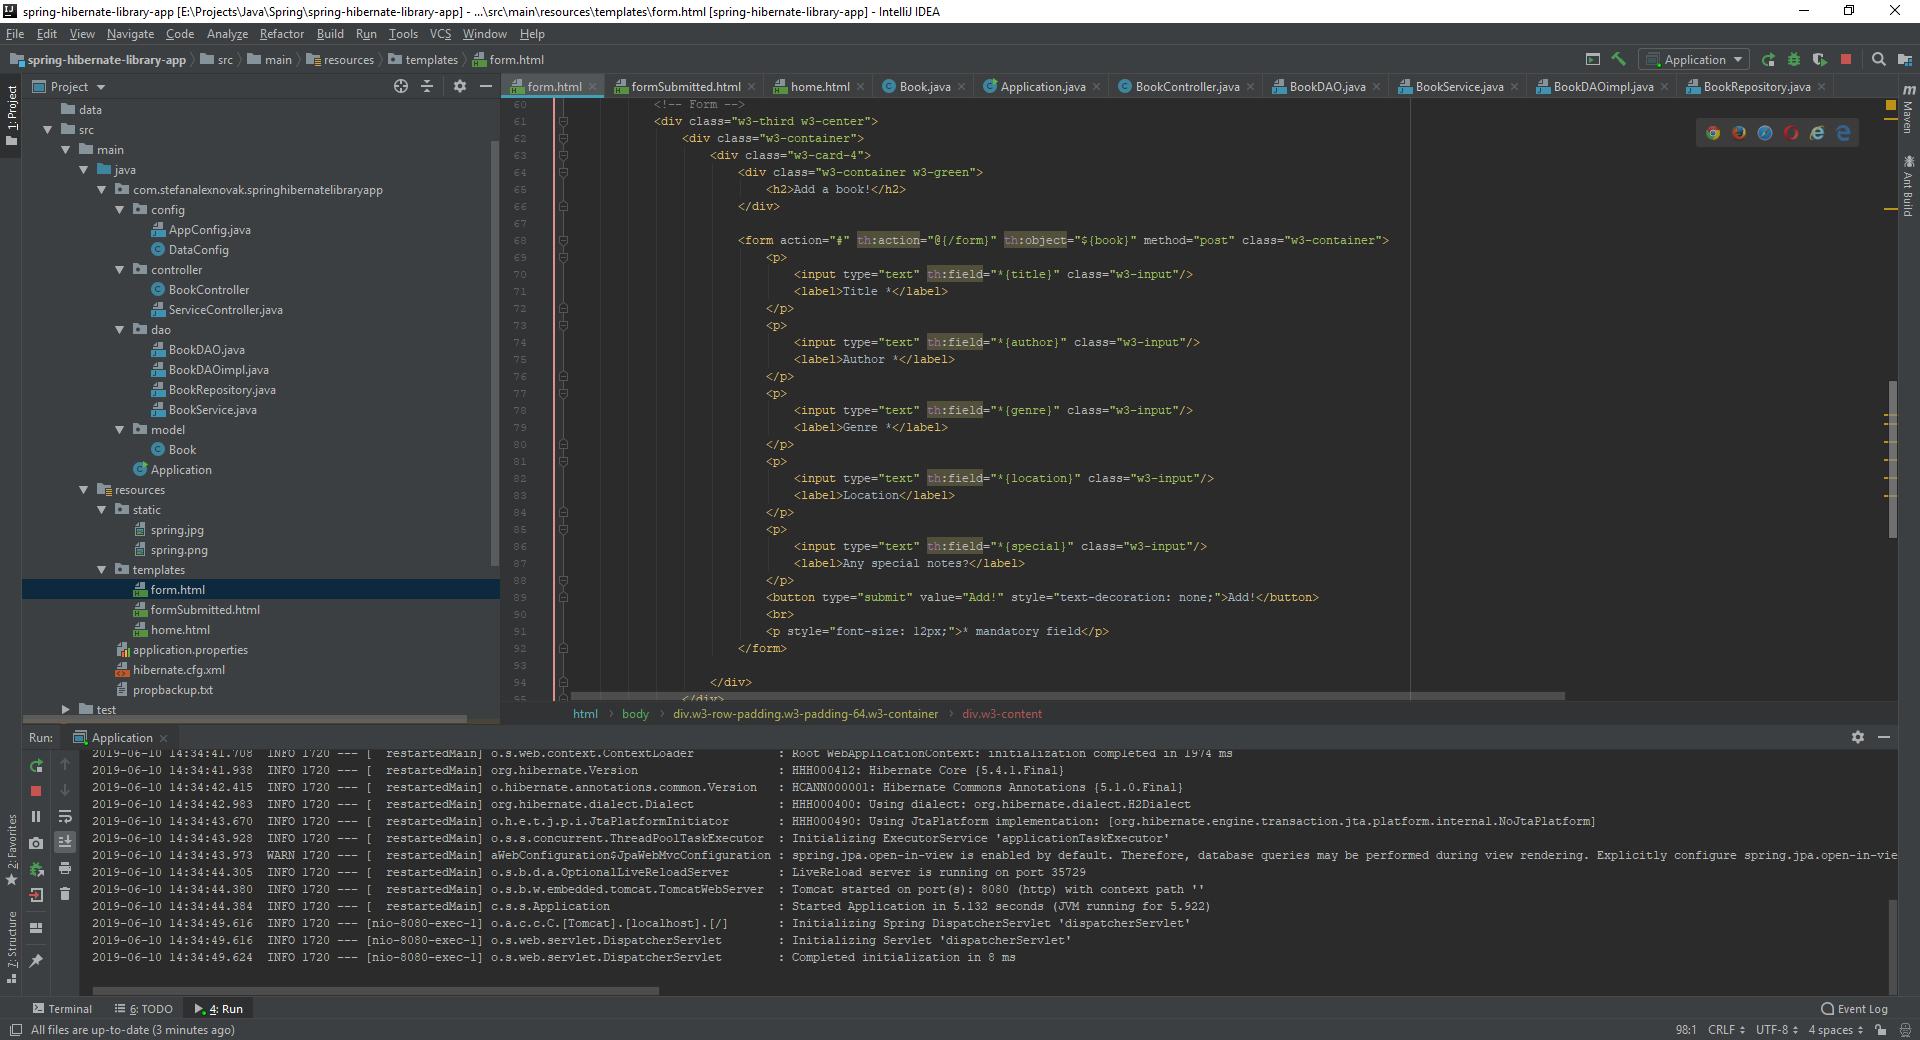 spring-hibernate-library-app [E:\Projects\Java\Spring\spring-hibernate-library-app] - ...\src\main\resources\templates\form.html [spring-hibernate-library-app] - IntelliJ IDEA
File Edit View Navigate Code Analyze Refactor Build Run Tools VCS Window Help
spring-hibernate-library-app src main resources templates form.html Application
1: Project
Project
form.html formSubmitted.html home.html Book.java Application.java BookController.java BookDAO.java BookService.java BookDAOimpl.java BookRepository.java
Maven
Ant Build
data
src
main
java
com.stefanalexnovak.springhibernatelibraryapp
config
AppConfig.java
DataConfig
controller
BookController
ServiceController.java
dao
BookDAO.java
BookDAOimpl.java
BookRepository.java
BookService.java
model
Book
Application
resources
static
spring.jpg
spring.png
templates
form.html
formSubmitted.html
home.html
application.properties
hibernate.cfg.xml
propbackup.txt
test
60 <!-- Form -->
61 <div class="w3-third w3-center">
62 <div class="w3-container">
63 <div class="w3-card-4">
64 <div class="w3-container w3-green">
65 <h2>Add a book!</h2>
66 </div>
67
68 <form action="#" th:action="@{/form}" th:object="${book}" method="post" class="w3-container">
69 <p>
70 <input type="text" th:field="*{title}" class="w3-input"/>
71 <label>Title *</label>
72 </p>
73 <p>
74 <input type="text" th:field="*{author}" class="w3-input"/>
75 <label>Author *</label>
76 </p>
77 <p>
78 <input type="text" th:field="*{genre}" class="w3-input"/>
79 <label>Genre *</label>
80 </p>
81 <p>
82 <input type="text" th:field="*{location}" class="w3-input"/>
83 <label>Location</label>
84 </p>
85 <p>
86 <input type="text" th:field="*{special}" class="w3-input"/>
87 <label>Any special notes?</label>
88 </p>
89 <button type="submit" value="Add!" style="text-decoration: none;">Add!</button>
90 <br>
91 <p style="font-size: 12px;">* mandatory field</p>
92 </form>
93
94 </div>
95 </div>
html body div.w3-row-padding.w3-padding-64.w3-container div.w3-content
Run: Application
2019-06-10 14:34:41.708 INFO 1720 --- [ restartedMain] o.s.web.context.ContextLoader : Root WebApplicationContext: initialization completed in 1974 ms
2019-06-10 14:34:41.938 INFO 1720 --- [ restartedMain] org.hibernate.Version : HHH000412: Hibernate Core {5.4.1.Final}
2019-06-10 14:34:42.415 INFO 1720 --- [ restartedMain] o.hibernate.annotations.common.Version : HCANN000001: Hibernate Commons Annotations {5.1.0.Final}
2019-06-10 14:34:42.983 INFO 1720 --- [ restartedMain] org.hibernate.dialect.Dialect : HHH000400: Using dialect: org.hibernate.dialect.H2Dialect
2019-06-10 14:34:43.670 INFO 1720 --- [ restartedMain] o.h.e.t.j.p.i.JtaPlatformInitiator : HHH000490: Using JtaPlatform implementation: [org.hibernate.engine.transaction.jta.platform.internal.NoJtaPlatform]
2019-06-10 14:34:43.928 INFO 1720 --- [ restartedMain] o.s.s.concurrent.ThreadPoolTaskExecutor : Initializing ExecutorService 'applicationTaskExecutor'
2019-06-10 14:34:43.973 WARN 1720 --- [ restartedMain] aWebConfiguration$JpaWebMvcConfiguration : spring.jpa.open-in-view is enabled by default. Therefore, database queries may be performed during view rendering. Explicitly configure spring.jpa.open-in-vie
2019-06-10 14:34:44.305 INFO 1720 --- [ restartedMain] o.s.b.d.a.OptionalLiveReloadServer : LiveReload server is running on port 35729
2019-06-10 14:34:44.380 INFO 1720 --- [ restartedMain] o.s.b.w.embedded.tomcat.TomcatWebServer : Tomcat started on port(s): 8080 (http) with context path ''
2019-06-10 14:34:44.384 INFO 1720 --- [ restartedMain] c.s.s.Application : Started Application in 5.132 seconds (JVM running for 5.922)
2019-06-10 14:34:49.616 INFO 1720 --- [nio-8080-exec-1] o.a.c.c.C.[Tomcat].[localhost].[/] : Initializing Spring DispatcherServlet 'dispatcherServlet'
2019-06-10 14:34:49.616 INFO 1720 --- [nio-8080-exec-1] o.s.web.servlet.DispatcherServlet : Initializing Servlet 'dispatcherServlet'
2019-06-10 14:34:49.624 INFO 1720 --- [nio-8080-exec-1] o.s.web.servlet.DispatcherServlet : Completed initialization in 8 ms
2: Favorites
7: Structure
Terminal 6: TODO 4: Run Event Log
All files are up-to-date (3 minutes ago) 98:1 CRLF UTF-8 4 spaces